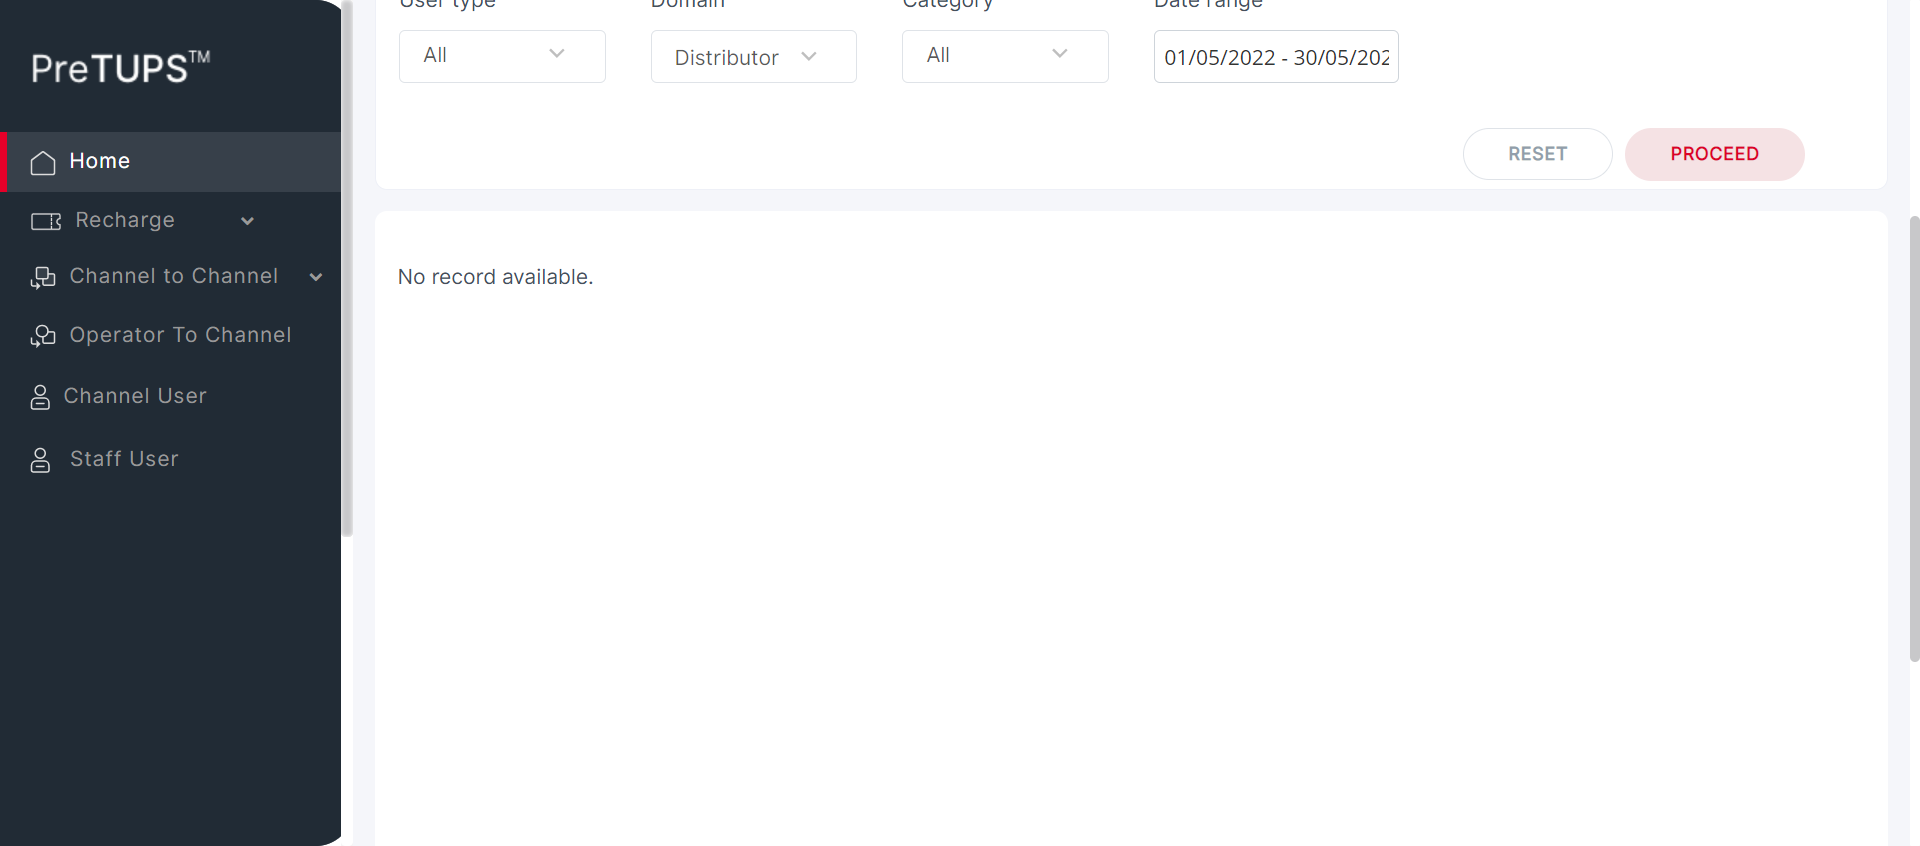 PreTUPS™
Home
Recharge
Channel to Channel
Operator To Channel
Channel User
Staff User
User type
Domain
Category
Date range
All
Distributor
All
01/05/2022 - 30/05/202
RESET
PROCEED
No record available.